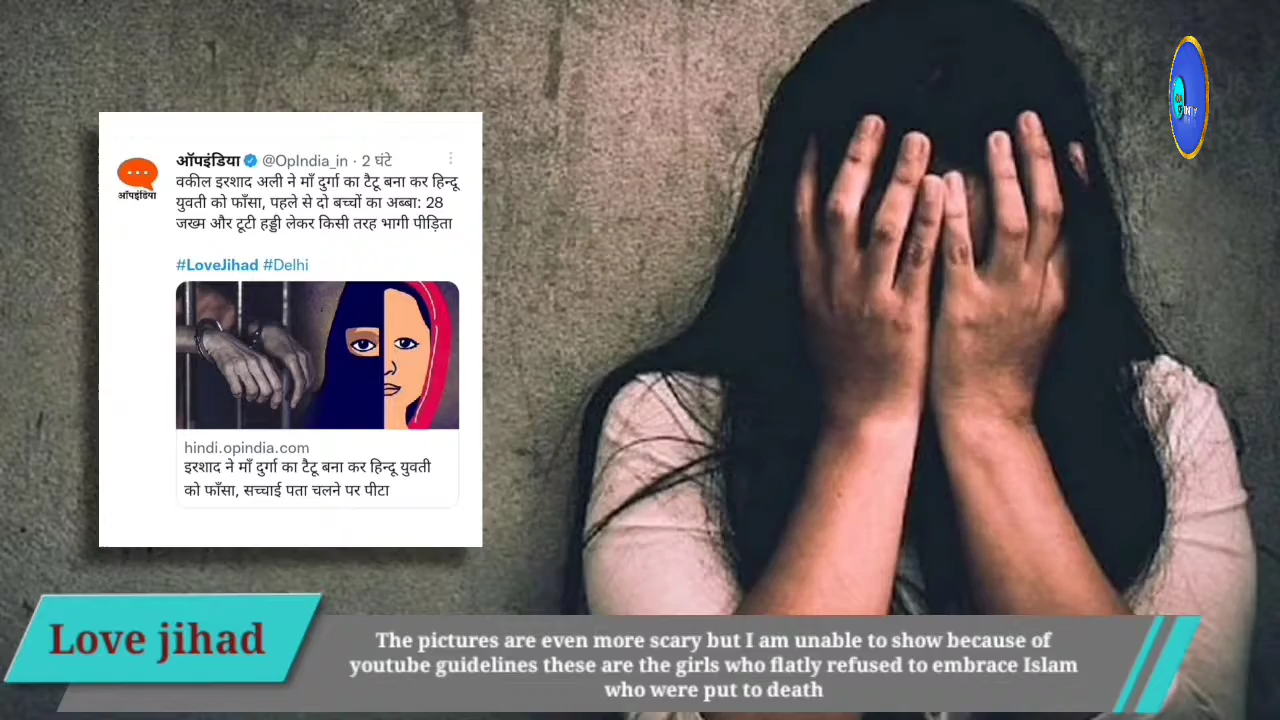 ऑपइंडिया @OpIndia_in · 2 घंटे
वकील इरशाद अली ने माँ दुर्गा का टैटू बना कर हिन्दू
युवती को फाँसा, पहले से दो बच्चों का अब्बा: 28
जख्म और टूटी हड्डी लेकर किसी तरह भागी पीड़िता
#LoveJihad #Delhi
ऑपइंडिया
hindi.opindia.com
इरशाद ने माँ दुर्गा का टैटू बना कर हिन्दू युवती
को फाँसा, सच्चाई पता चलने पर पीटा
Love jihad
The pictures are even more scary but I am unable to show because of
youtube guidelines these are the girls who flatly refused to embrace Islam
who were put to death